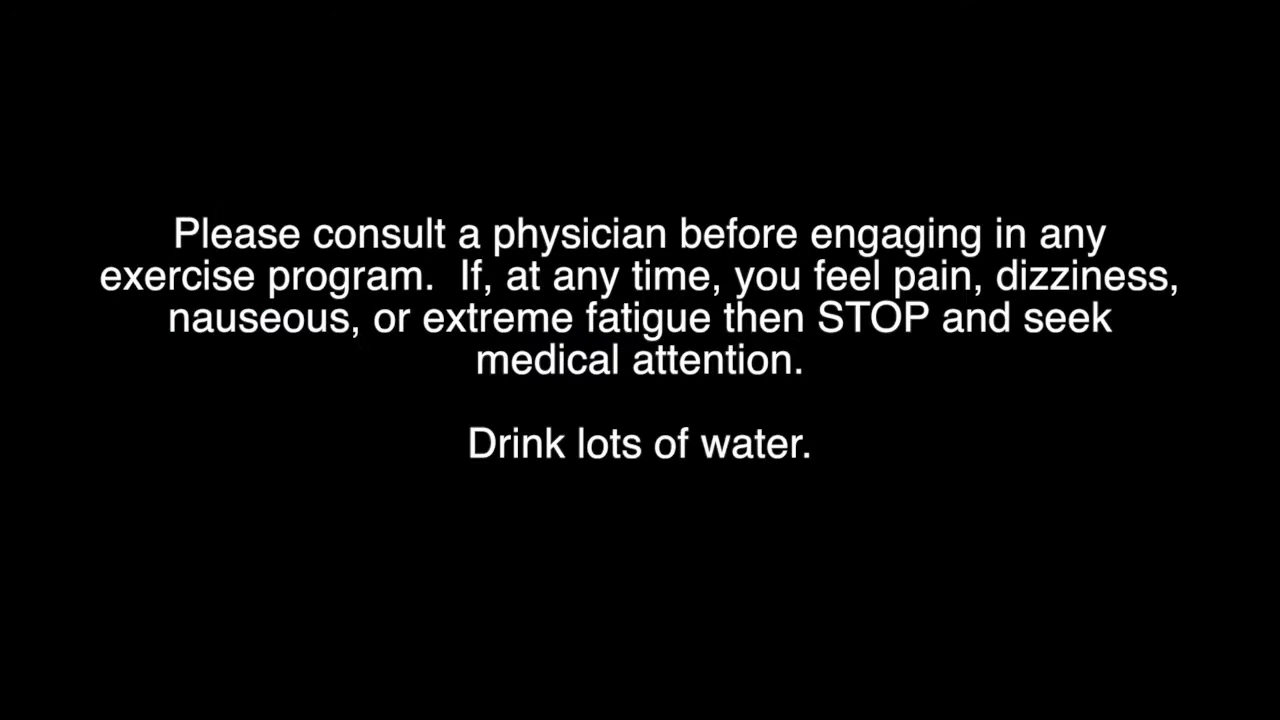 Please consult a physician before engaging in any
exercise program.  If, at any time, you feel pain, dizziness,
nauseous, or extreme fatigue then STOP and seek
medical attention.
Drink lots of water.